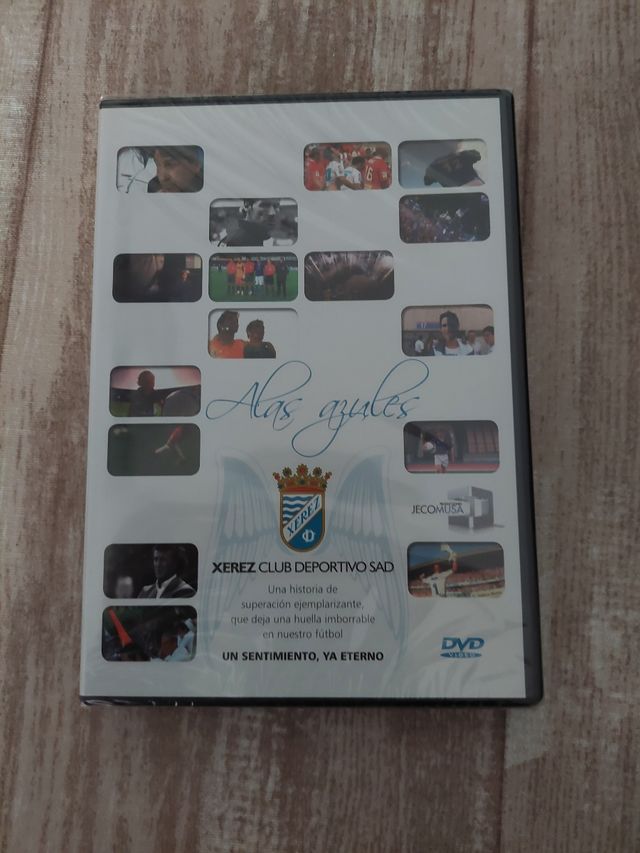 Alas azules
XEREZ
JECOMUSA
XEREZ CLUB DEPORTIVO SAD
Una historia de
superación ejemplarizante,
que deja una huella imborrable
en nuestro fútbol
UN SENTIMIENTO, YA ETERNO
DVD
VIDEO